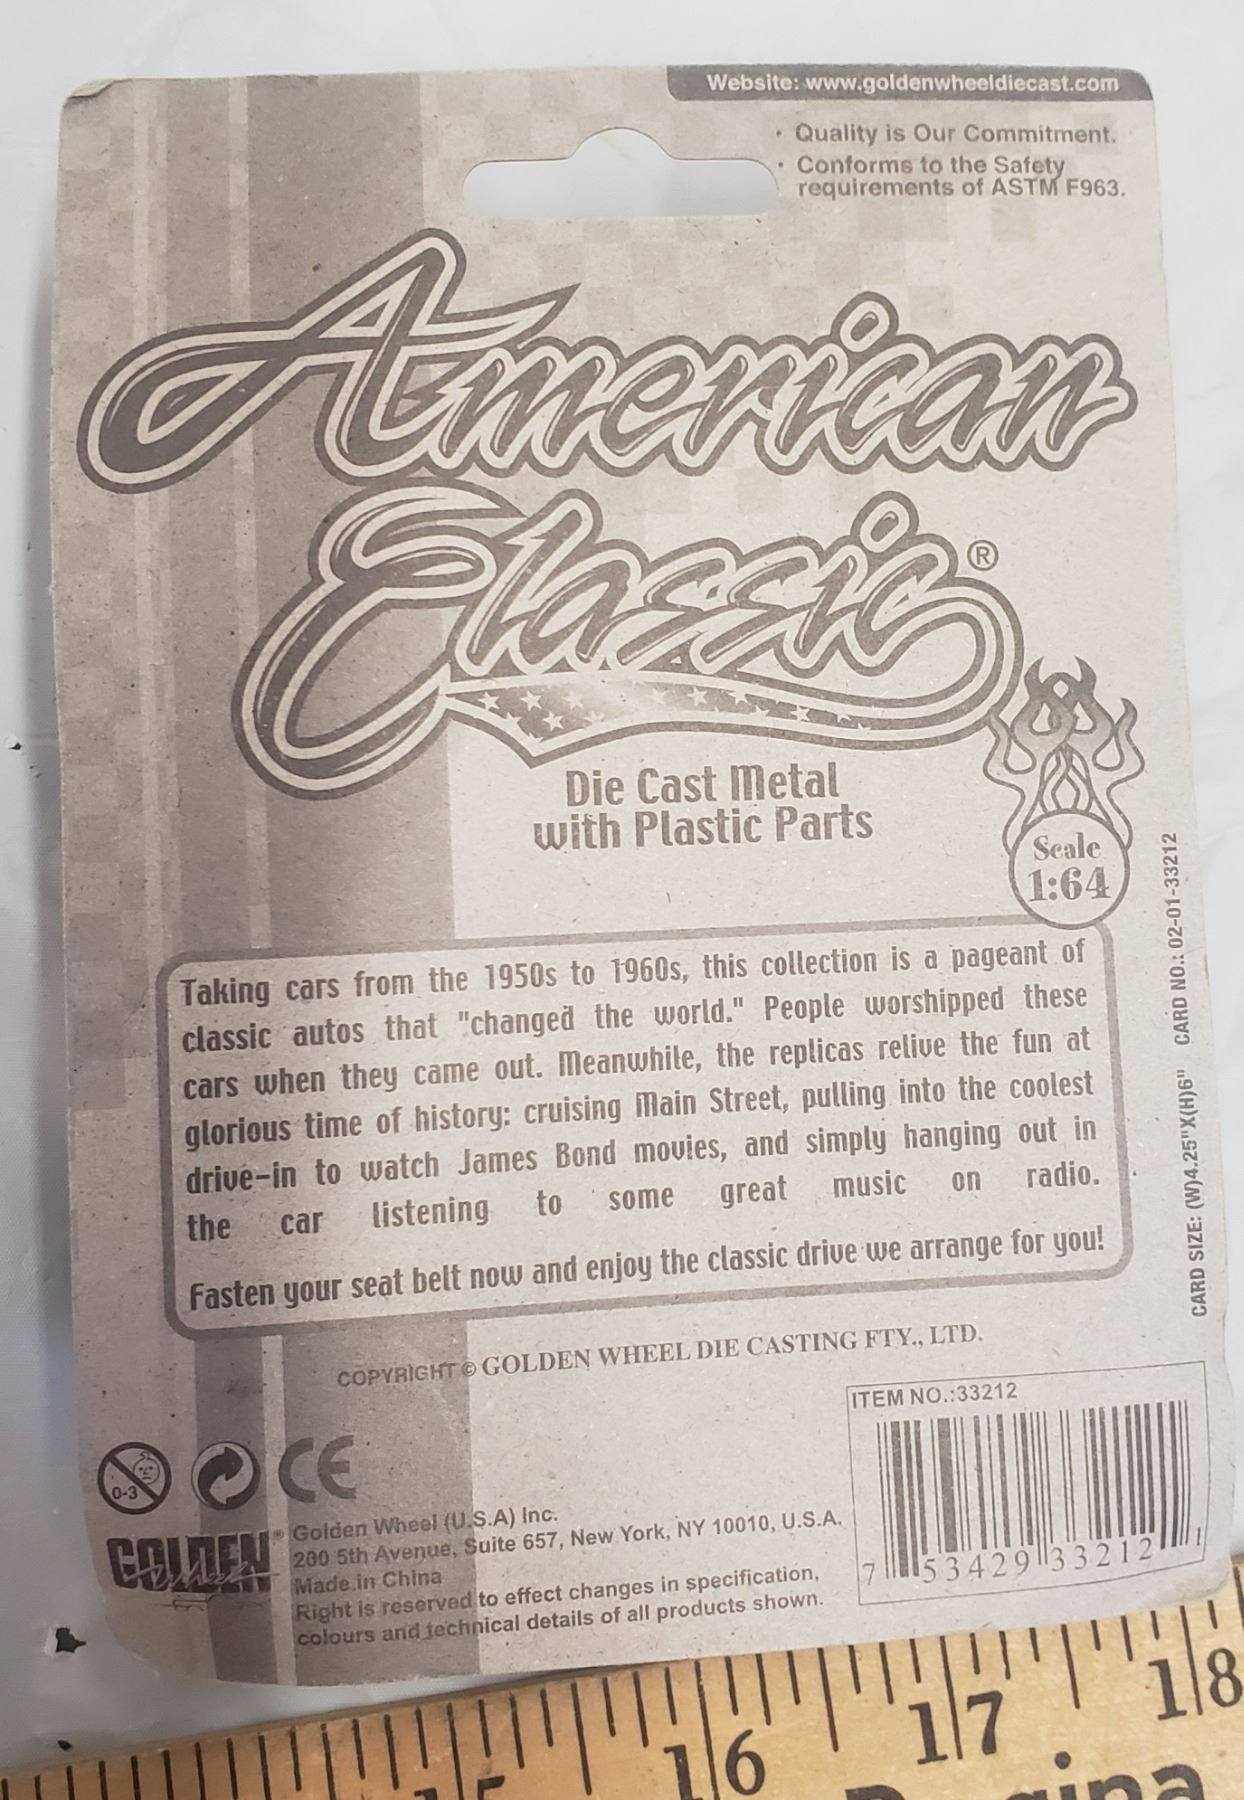 Website: www.goldenwheeldiecast.com
· Quality is Our Commitment.
· Conforms to the Safety
requirements of ASTM F963.
American
Classic®
Die Cast Metal
with Plastic Parts
Scale
1:64
Taking cars from the 1950s to 1960s, this collection is a pageant of
classic autos that "changed the world." People worshipped these
cars when they came out. Meanwhile, the replicas relive the fun at
glorious time of history: cruising Main Street, pulling into the coolest
drive-in to watch James Bond movies, and simply hanging out in
the car listening to some great music on radio.
Fasten your seat belt now and enjoy the classic drive we arrange for you!
CARD SIZE: (W)4.25"X(H)6" CARD NO.: 02-01-33212
COPYRIGHT © GOLDEN WHEEL DIE CASTING FTY., LTD.
ITEM NO.:33212
7 53429 33212 1
0-3
CE
GOLDEN®
Wheel
Golden Wheel (U.S.A) Inc.
200 5th Avenue, Suite 657, New York, NY 10010, U.S.A.
Made in China
Right is reserved to effect changes in specification,
colours and technical details of all products shown.
15 16 17 18